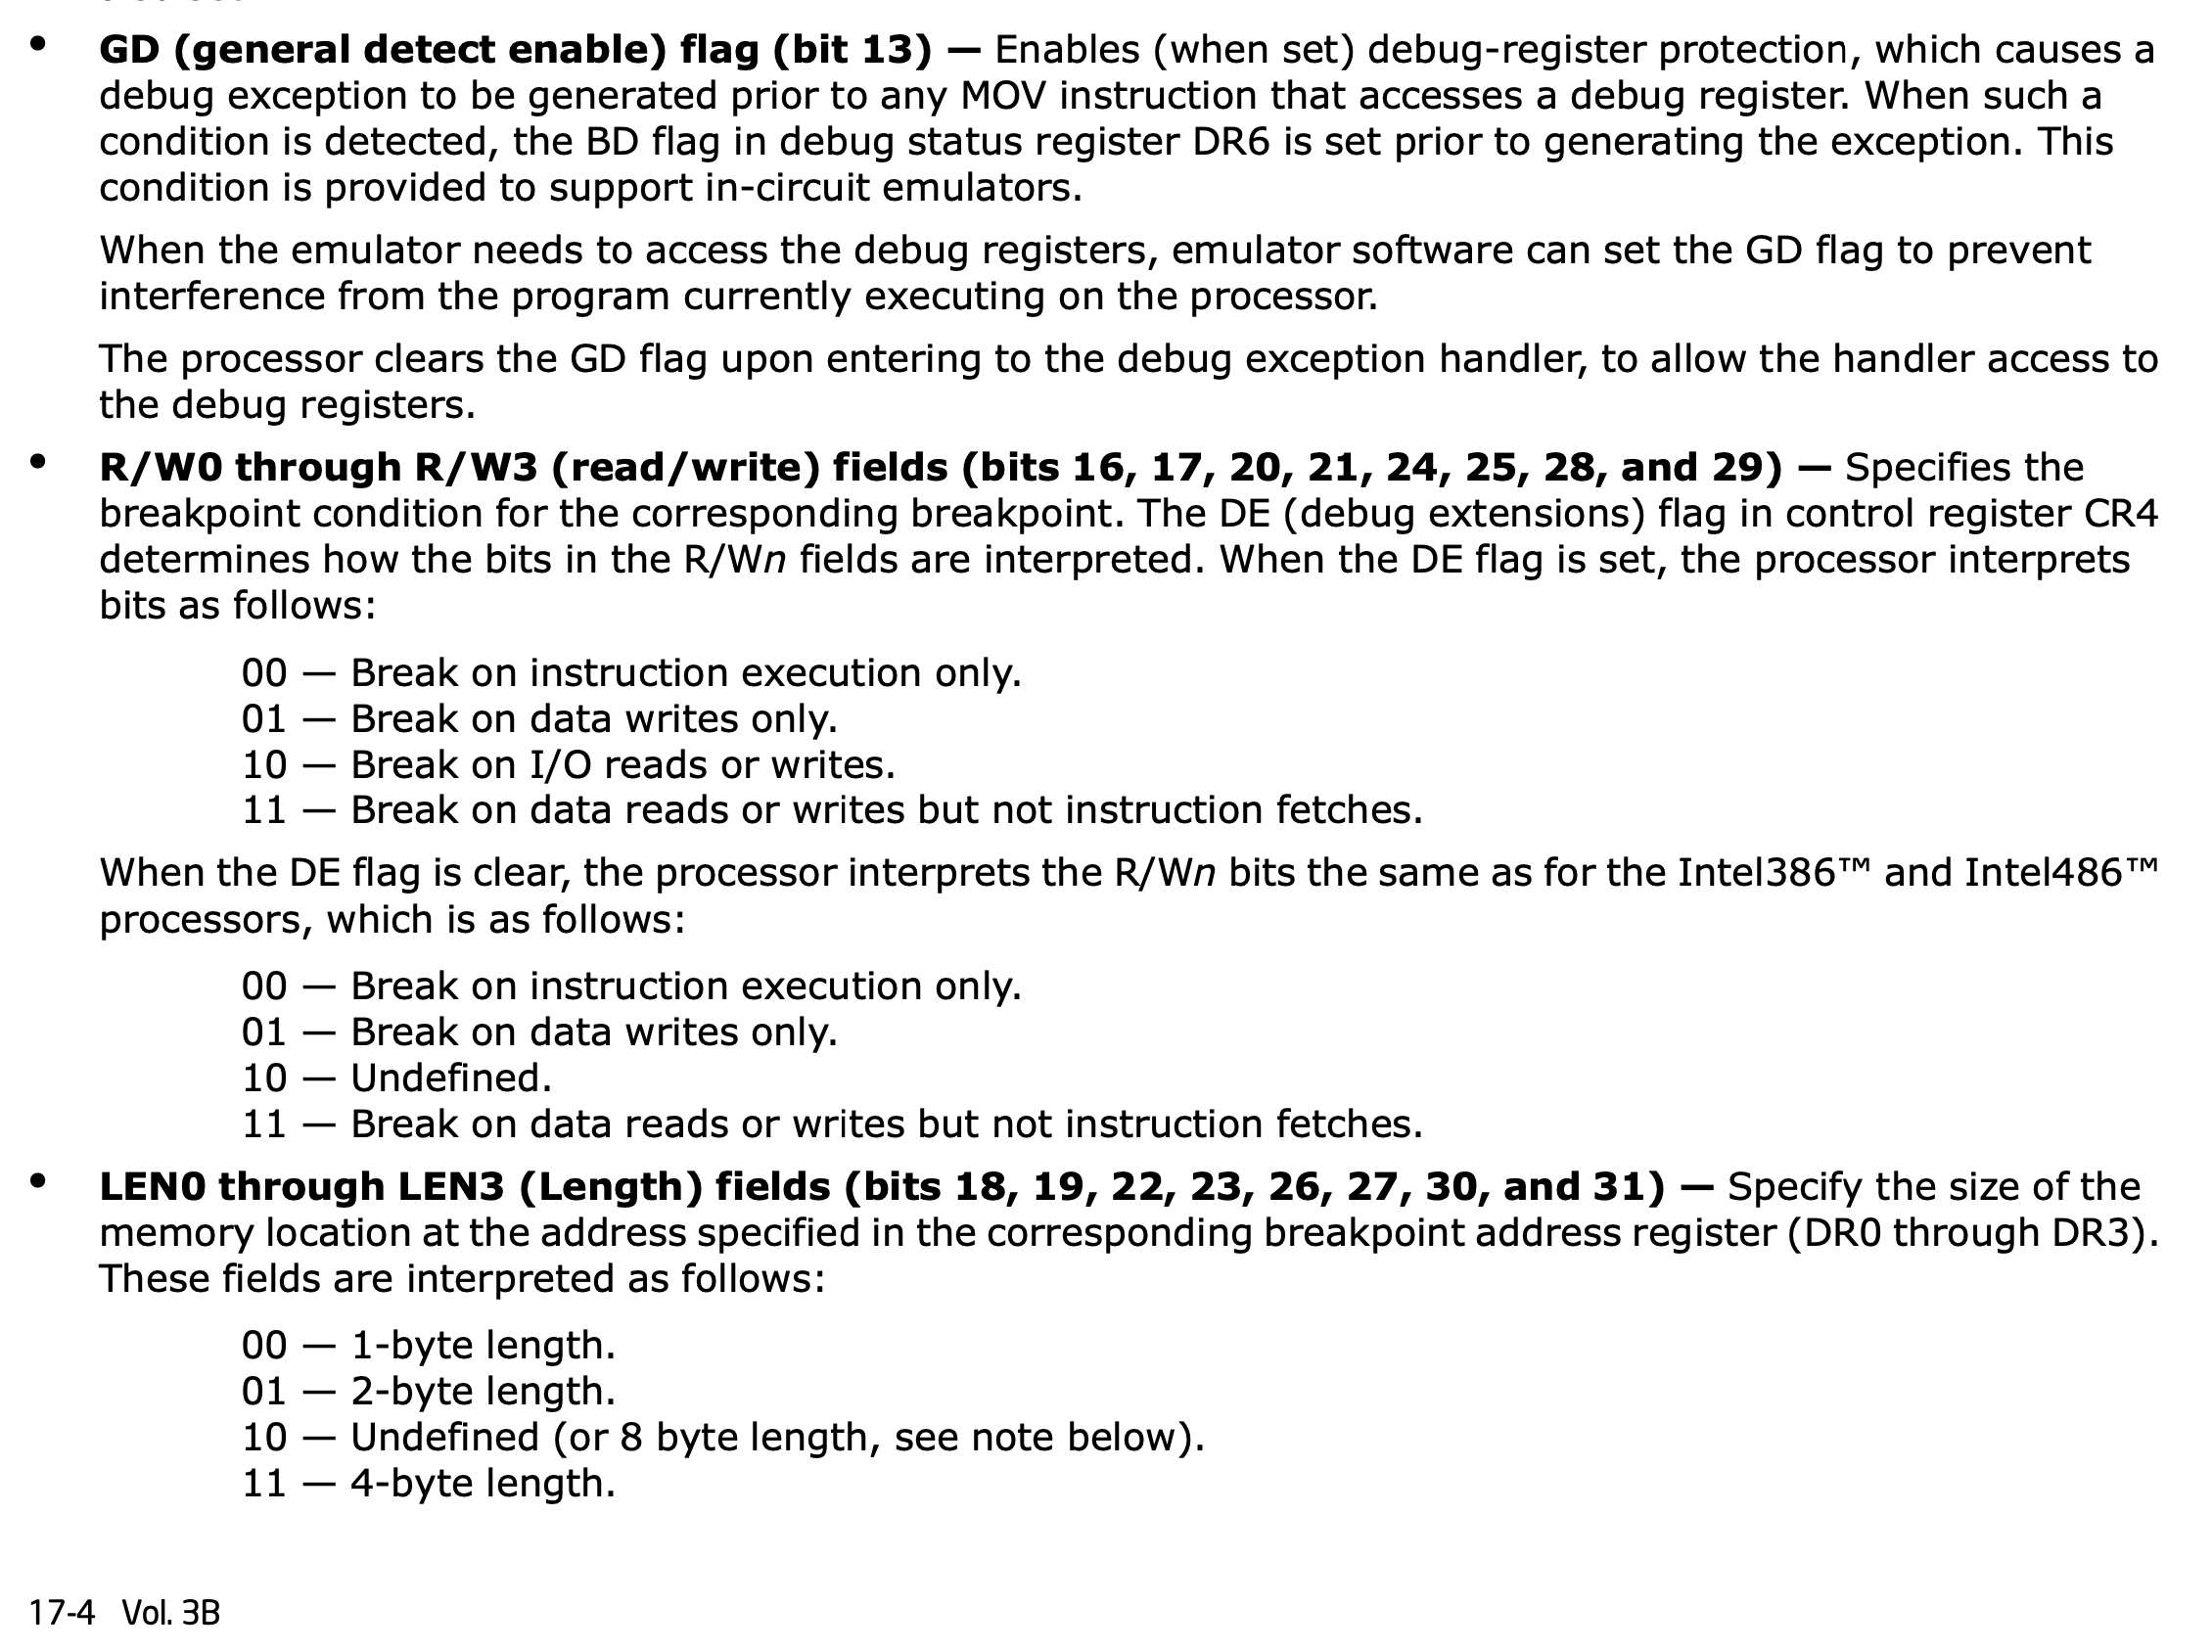 • GD (general detect enable) flag (bit 13) — Enables (when set) debug-register protection, which causes a
debug exception to be generated prior to any MOV instruction that accesses a debug register. When such a
condition is detected, the BD flag in debug status register DR6 is set prior to generating the exception. This
condition is provided to support in-circuit emulators.
When the emulator needs to access the debug registers, emulator software can set the GD flag to prevent
interference from the program currently executing on the processor.
The processor clears the GD flag upon entering to the debug exception handler, to allow the handler access to
the debug registers.
• R/W0 through R/W3 (read/write) fields (bits 16, 17, 20, 21, 24, 25, 28, and 29) — Specifies the
breakpoint condition for the corresponding breakpoint. The DE (debug extensions) flag in control register CR4
determines how the bits in the R/Wn fields are interpreted. When the DE flag is set, the processor interprets
bits as follows:
00 — Break on instruction execution only.
01 — Break on data writes only.
10 — Break on I/O reads or writes.
11 — Break on data reads or writes but not instruction fetches.
When the DE flag is clear, the processor interprets the R/Wn bits the same as for the Intel386™ and Intel486™
processors, which is as follows:
00 — Break on instruction execution only.
01 — Break on data writes only.
10 — Undefined.
11 — Break on data reads or writes but not instruction fetches.
• LEN0 through LEN3 (Length) fields (bits 18, 19, 22, 23, 26, 27, 30, and 31) — Specify the size of the
memory location at the address specified in the corresponding breakpoint address register (DR0 through DR3).
These fields are interpreted as follows:
00 — 1-byte length.
01 — 2-byte length.
10 — Undefined (or 8 byte length, see note below).
11 — 4-byte length.
17-4 Vol. 3B